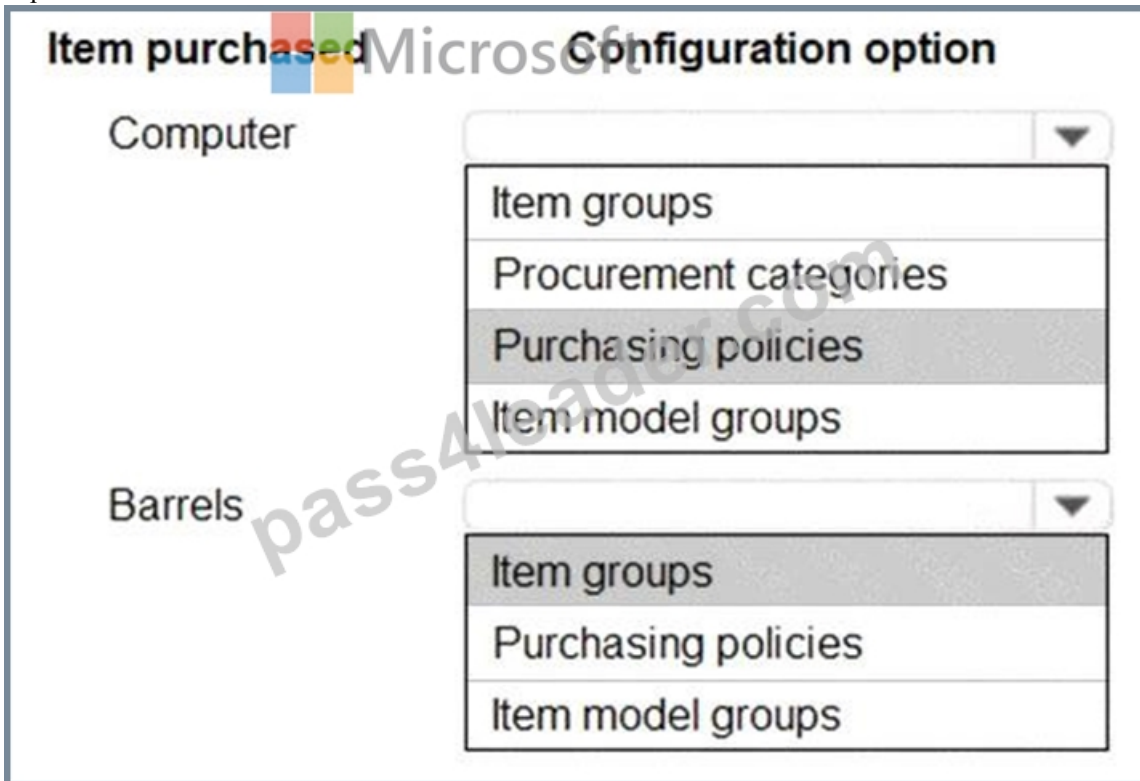 Item purchased Configuration option
Microsoft
Computer
Item groups
Procurement categories
Purchasing policies
Item model groups
pass4leader.com
Barrels
Item groups
Purchasing policies
Item model groups